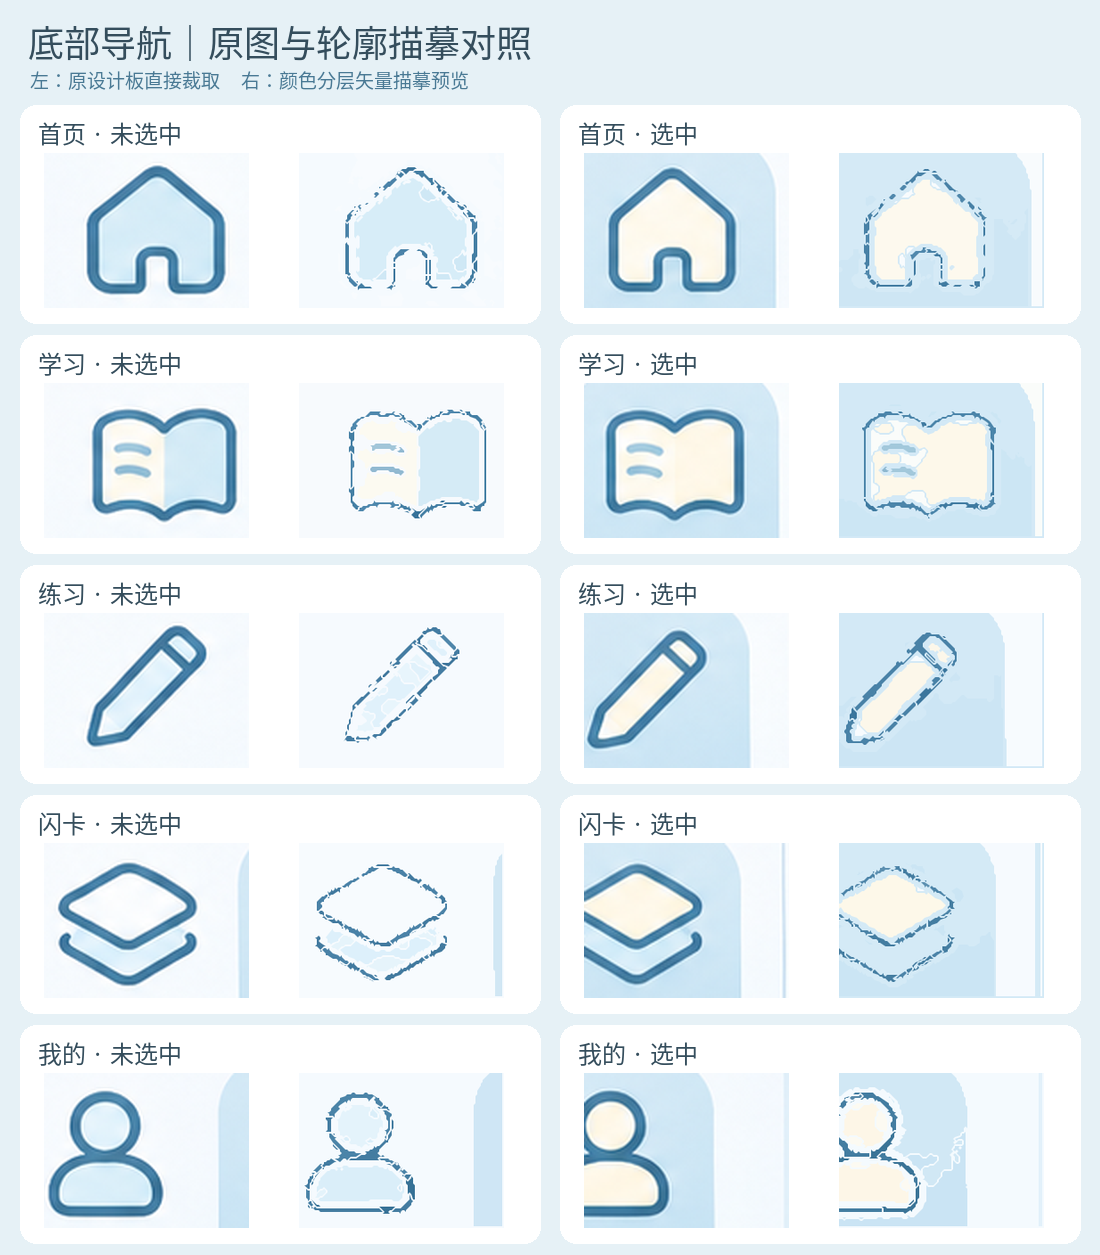 底部导航｜原图与轮廓描摹对照
左：原设计板直接裁取 右：颜色分层矢量描摹预览
首页 · 未选中
首页 · 选中
学习 · 未选中
学习 · 选中
练习 · 未选中
练习 · 选中
闪卡 · 未选中
闪卡 · 选中
我的 · 未选中
我的 · 选中